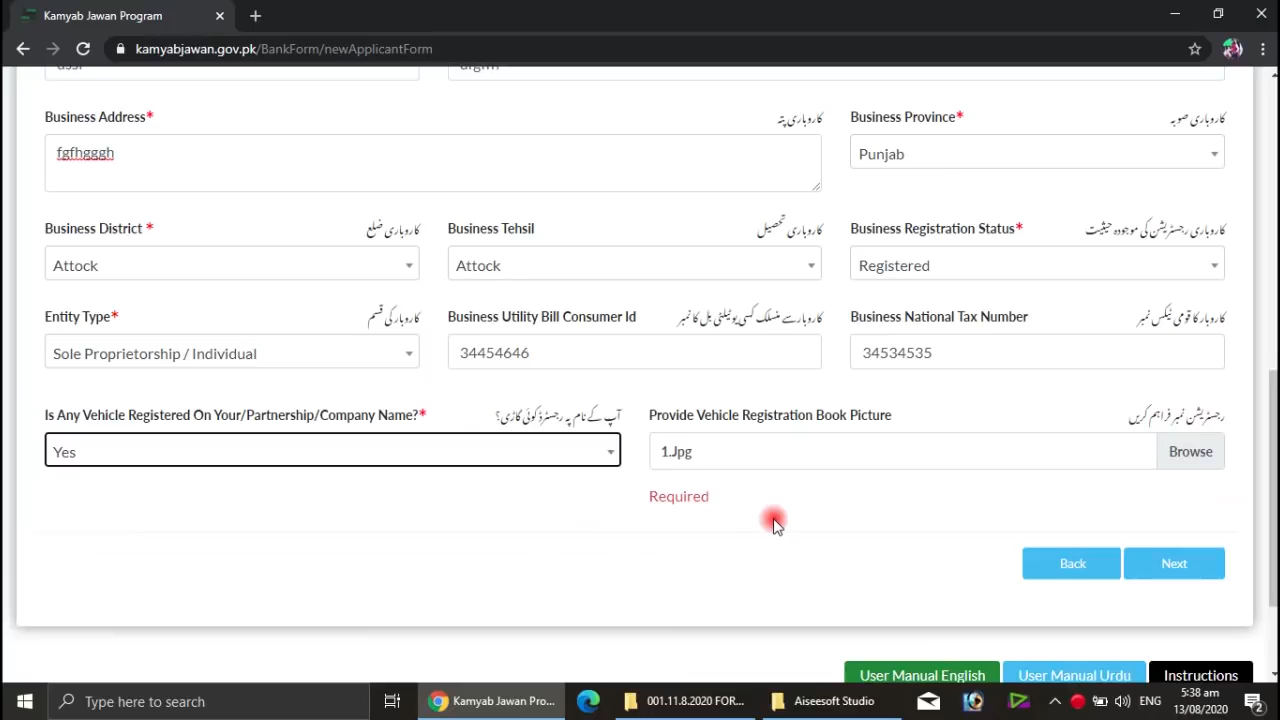 Kamyab Jawan Program
kamyabjawan.gov.pk/BankForm/newApplicantForm
Business Address* کاروباری پتہ
Business Province* کاروباری صوبہ
fgfhgggh
Punjab
Business District * کاروباری ضلع
Business Tehsil کاروباری تحصیل
Business Registration Status* کاروباری رجسٹریشن کی موجودہ حیثیت
Attock
Attock
Registered
Entity Type* کاروبار کی قسم
Business Utility Bill Consumer Id کاروبار سے منسلک کسی یوٹیلٹی بل کا نمبر
Business National Tax Number کاروبار کا قومی ٹیکس نمبر
Sole Proprietorship / Individual
34454646
34534535
Is Any Vehicle Registered On Your/Partnership/Company Name?* آپ کے نام پہ رجسٹرڈ کوئی گاڑی؟
Provide Vehicle Registration Book Picture رجسٹریشن نمبر فراہم کریں
Yes
1.Jpg
Browse
Required
Back
Next
User Manual English
User Manual Urdu
Instructions
Type here to search
Kamyab Jawan Pro...
001.11.8.2020 FOR...
Aiseesoft Studio
ENG
5:38 am
13/08/2020
2